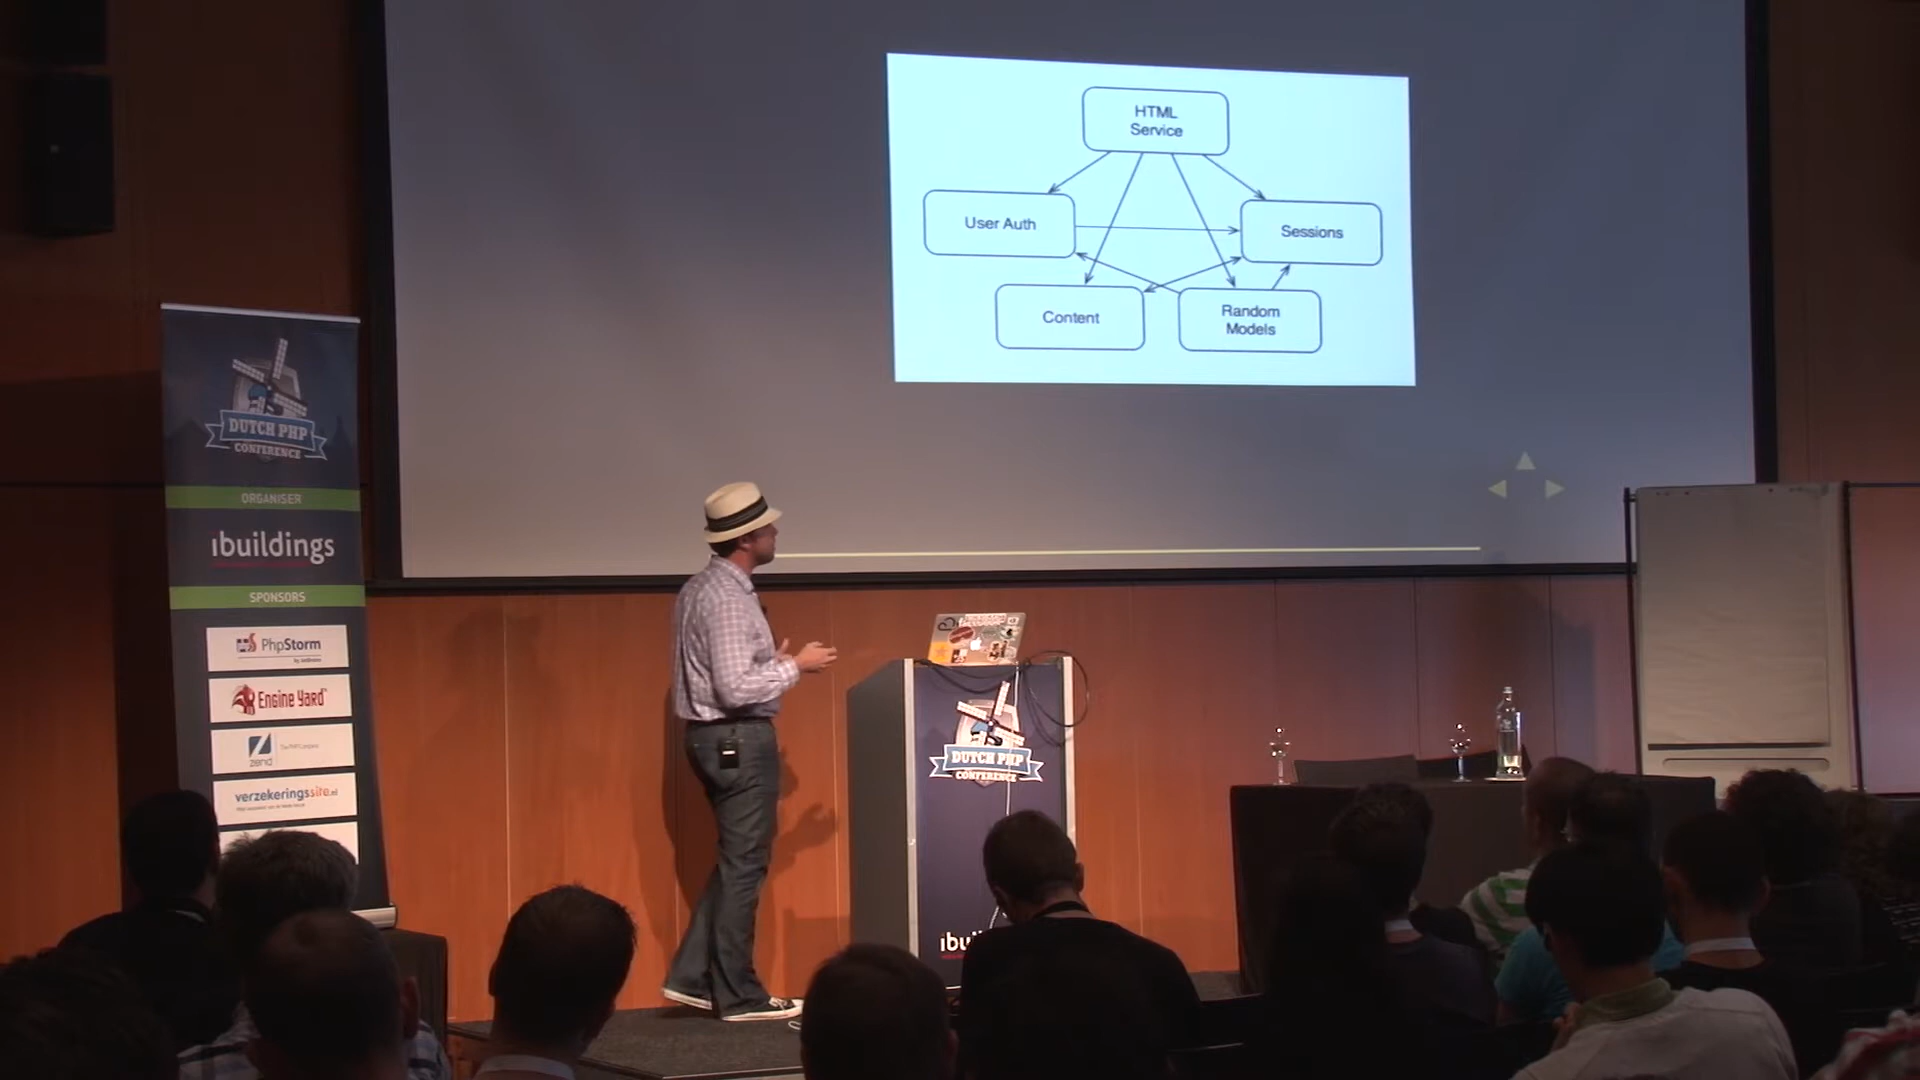 HTML
Service
User Auth
Sessions
Content
Random
Models
DUTCH PHP
CONFERENCE
ORGANISER
ibuildings
SPONSORS
PhpStorm
Engine Yard
zend
verzekeringssite.nl
DUTCH PHP
CONFERENCE
ibui